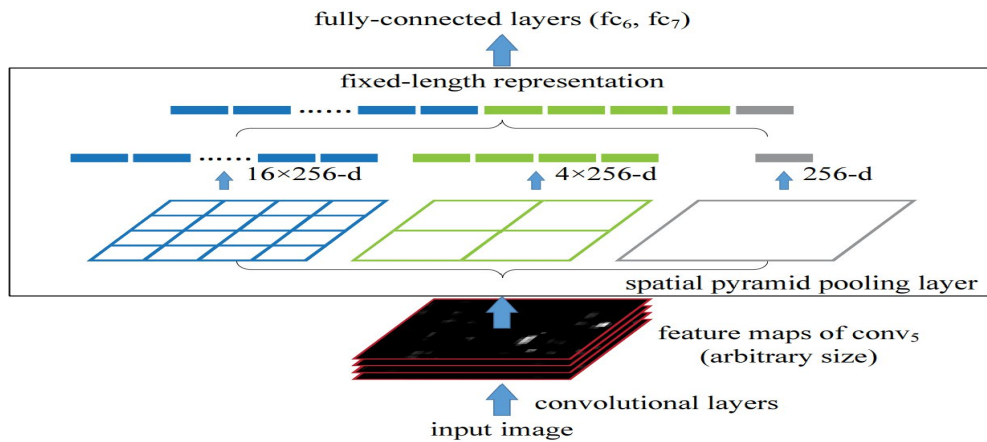 fully-connected layers (fc6, fc7)
fixed-length representation
......
......
16×256-d
4×256-d
256-d
spatial pyramid pooling layer
feature maps of conv5
(arbitrary size)
convolutional layers
input image